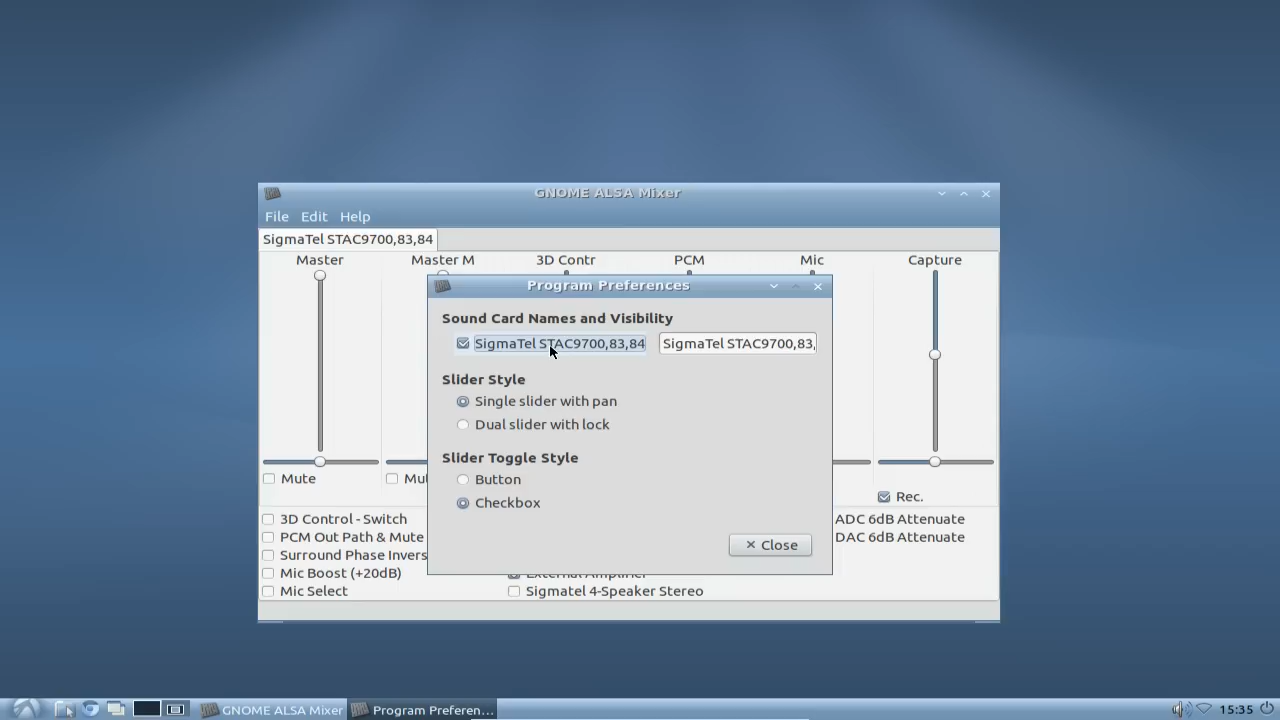 GNOME ALSA Mixer
File Edit Help
SigmaTel STAC9700,83,84
Master Master M 3D Contr PCM Mic Capture
Program Preferences
Sound Card Names and Visibility
SigmaTel STAC9700,83,84 SigmaTel STAC9700,83,
Slider Style
Single slider with pan
Dual slider with lock
Slider Toggle Style
Button
Checkbox
Close
Mute Mu
Rec.
3D Control - Switch ADC 6dB Attenuate
PCM Out Path & Mute DAC 6dB Attenuate
Surround Phase Invers
Mic Boost (+20dB) External Amplifier
Mic Select Sigmatel 4-Speaker Stereo
GNOME ALSA Mixer Program Preferen... 15:35